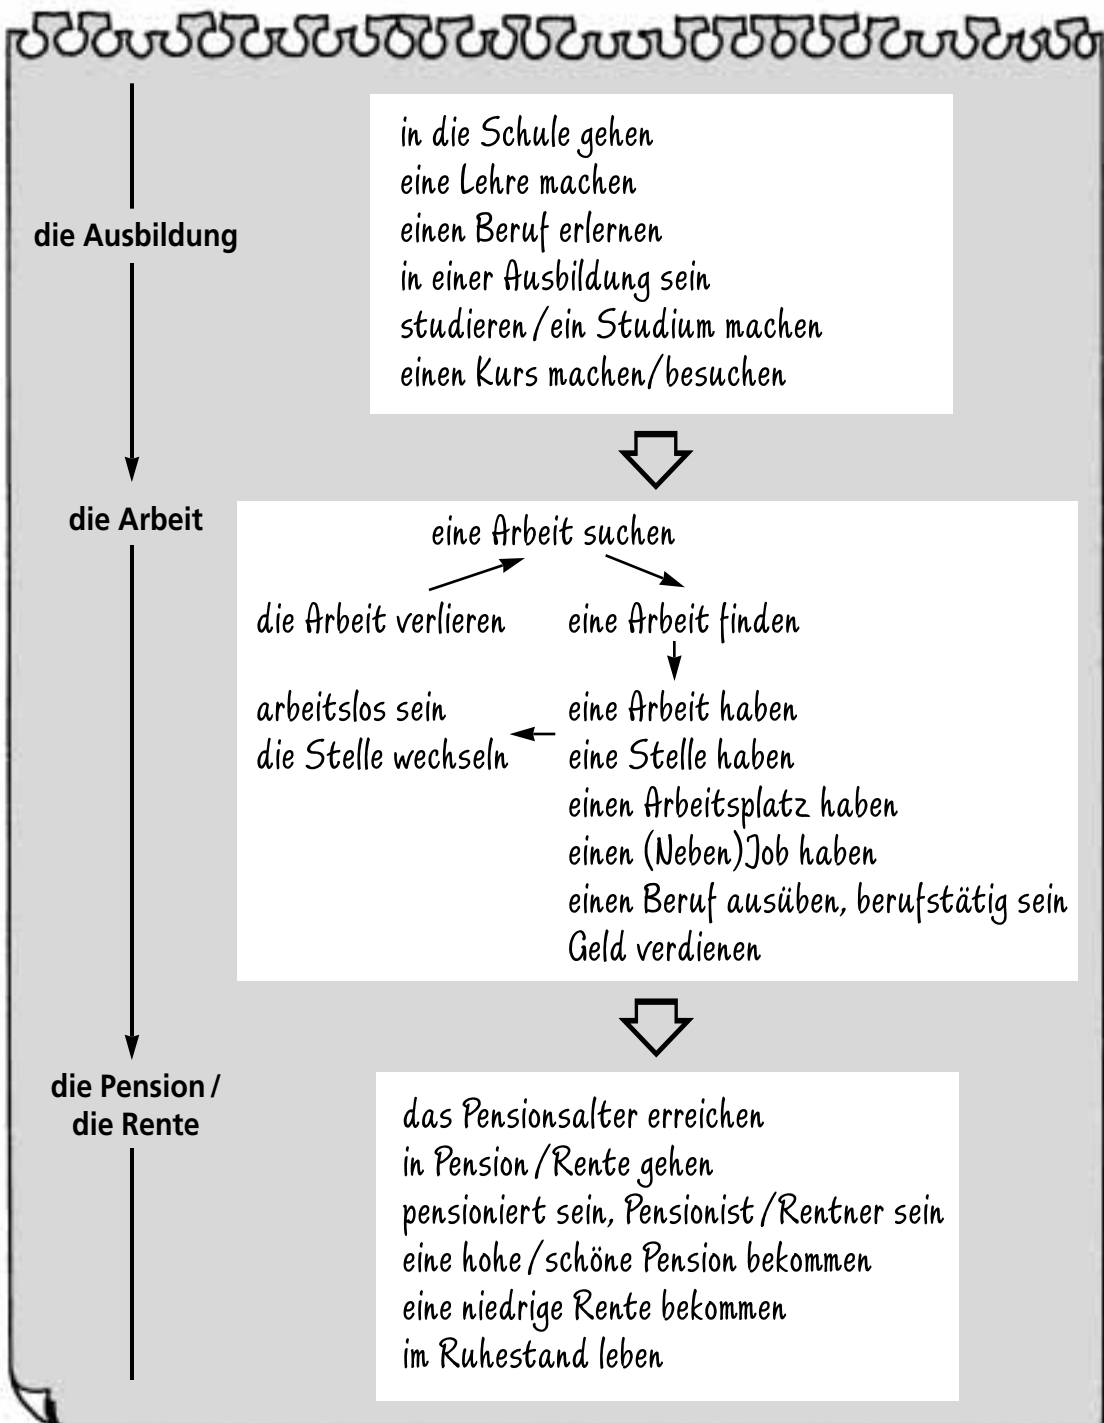 die Ausbildung
in die Schule gehen
eine Lehre machen
einen Beruf erlernen
in einer Ausbildung sein
studieren/ein Studium machen
einen Kurs machen/besuchen
die Arbeit
eine Arbeit suchen
die Arbeit verlieren
eine Arbeit finden
arbeitslos sein
die Stelle wechseln
eine Arbeit haben
eine Stelle haben
einen Arbeitsplatz haben
einen (Neben)Job haben
einen Beruf ausüben, berufstätig sein
Geld verdienen
die Pension /
die Rente
das Pensionsalter erreichen
in Pension/Rente gehen
pensioniert sein, Pensionist/Rentner sein
eine hohe/schöne Pension bekommen
eine niedrige Rente bekommen
im Ruhestand leben